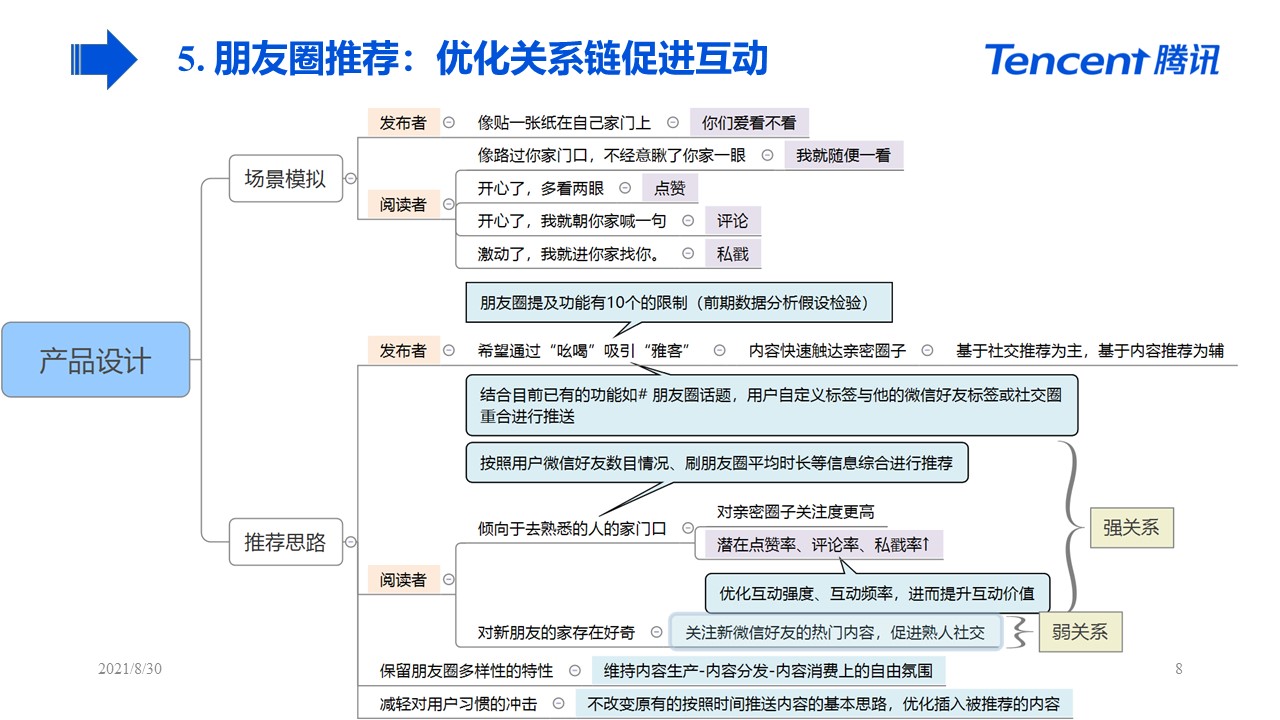 5. 朋友圈推荐：优化关系链促进互动
Tencent 腾讯
发布者
像贴一张纸在自己家门上
你们爱看不看
场景模拟
像路过你家门口，不经意瞅了你家一眼
我就随便一看
阅读者
开心了，多看两眼
点赞
开心了，我就朝你家喊一句
评论
激动了，我就进你家找你。
私戳
朋友圈提及功能有10个的限制（前期数据分析假设检验）
产品设计
发布者
希望通过“吆喝”吸引“雅客”
内容快速触达亲密圈子
基于社交推荐为主，基于内容推荐为辅
结合目前已有的功能如# 朋友圈话题，用户自定义标签与他的微信好友标签或社交圈
重合进行推送
按照用户微信好友数目情况、刷朋友圈平均时长等信息综合进行推荐
推荐思路
阅读者
倾向于去熟悉的人的家门口
对亲密圈子关注度更高
潜在点赞率、评论率、私戳率↑
强关系
优化互动强度、互动频率，进而提升互动价值
对新朋友的家存在好奇
关注新微信好友的热门内容，促进熟人社交
弱关系
保留朋友圈多样性的特性
维持内容生产-内容分发-内容消费上的自由氛围
减轻对用户习惯的冲击
不改变原有的按照时间推送内容的基本思路，优化插入被推荐的内容
2021/8/30
8